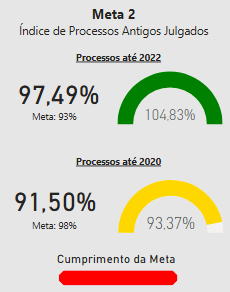 Meta 2
Índice de Processos Antigos Julgados
Processos até 2022
97,49%
Meta: 93%
104,83%
Processos até 2020
91,50%
Meta: 98%
93,37%
Cumprimento da Meta